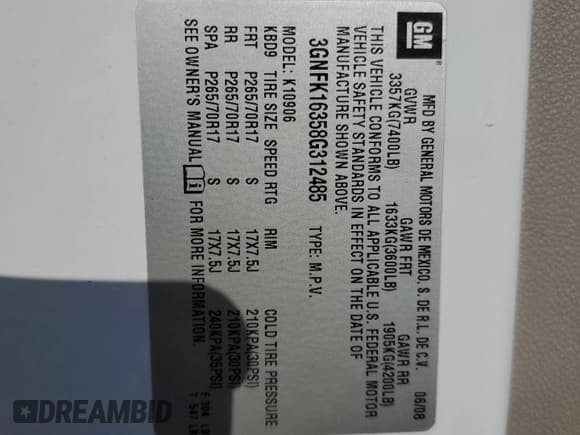 GM
®
MFD BY GENERAL MOTORS DE MEXICO, S. DE R.L. DE C.V. 06/08
GVWR GAWR FRT GAWR RR
3357KG(7400LB) 1633KG(3600LB) 1905KG(4200LB)
THIS VEHICLE CONFORMS TO ALL APPLICABLE U.S. FEDERAL MOTOR
VEHICLE SAFETY STANDARDS IN EFFECT ON THE DATE OF
MANUFACTURE SHOWN ABOVE.
3GNFK16358G312485 TYPE: M.P.V.
MODEL: K10906
KBD9 TIRE SIZE SPEED RTG RIM COLD TIRE PRESSURE
FRT P265/70R17 S 17X7.5J 210KPA(30PSI)
RR P265/70R17 S 17X7.5J 210KPA(30PSI)
SPA P265/70R17 S 17X7.5J 240KPA(35PSI)
SEE OWNER'S MANUAL FOR MORE INFORMATION.
DREAMBID